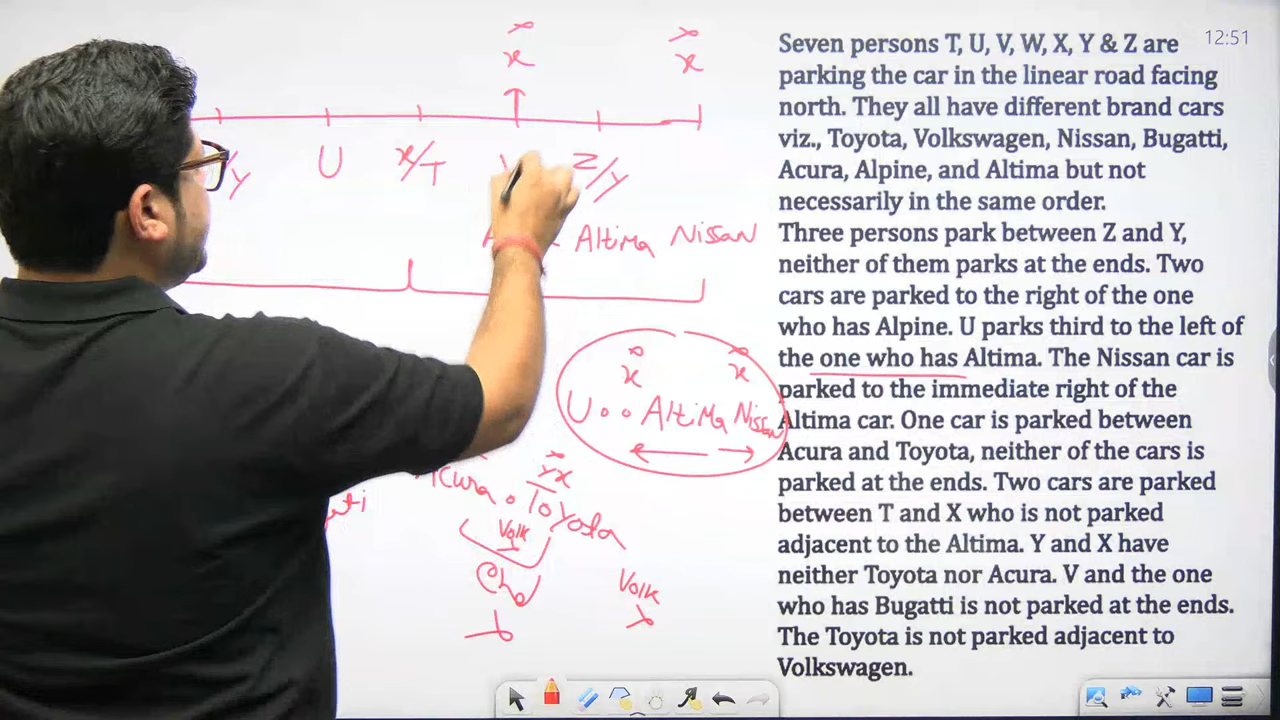 12:51
Seven persons T, U, V, W, X, Y & Z are
parking the car in the linear road facing
north. They all have different brand cars
viz., Toyota, Volkswagen, Nissan, Bugatti,
Acura, Alpine, and Altima but not
necessarily in the same order.
Three persons park between Z and Y,
neither of them parks at the ends. Two
cars are parked to the right of the one
who has Alpine. U parks third to the left of
the one who has Altima. The Nissan car is
parked to the immediate right of the
Altima car. One car is parked between
Acura and Toyota, neither of the cars is
parked at the ends. Two cars are parked
between T and X who is not parked
adjacent to the Altima. Y and X have
neither Toyota nor Acura. V and the one
who has Bugatti is not parked at the ends.
The Toyota is not parked adjacent to
Volkswagen.
x x
/Y U x/T Z/Y
Altima Nissan
x x
U Altima Nissan
Yx
Toyota
Volk
Volk